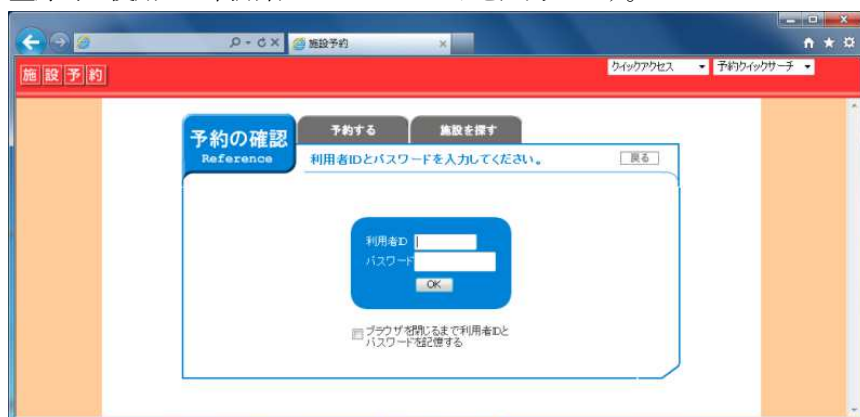 施設予約
施設予約
クイックアクセス
予約クイックサーチ
予約の確認
Reference
予約する
施設を探す
利用者IDとパスワードを入力してください。
戻る
利用者ID
パスワード
OK
ブラウザを閉じるまで利用者IDと
パスワードを記憶する